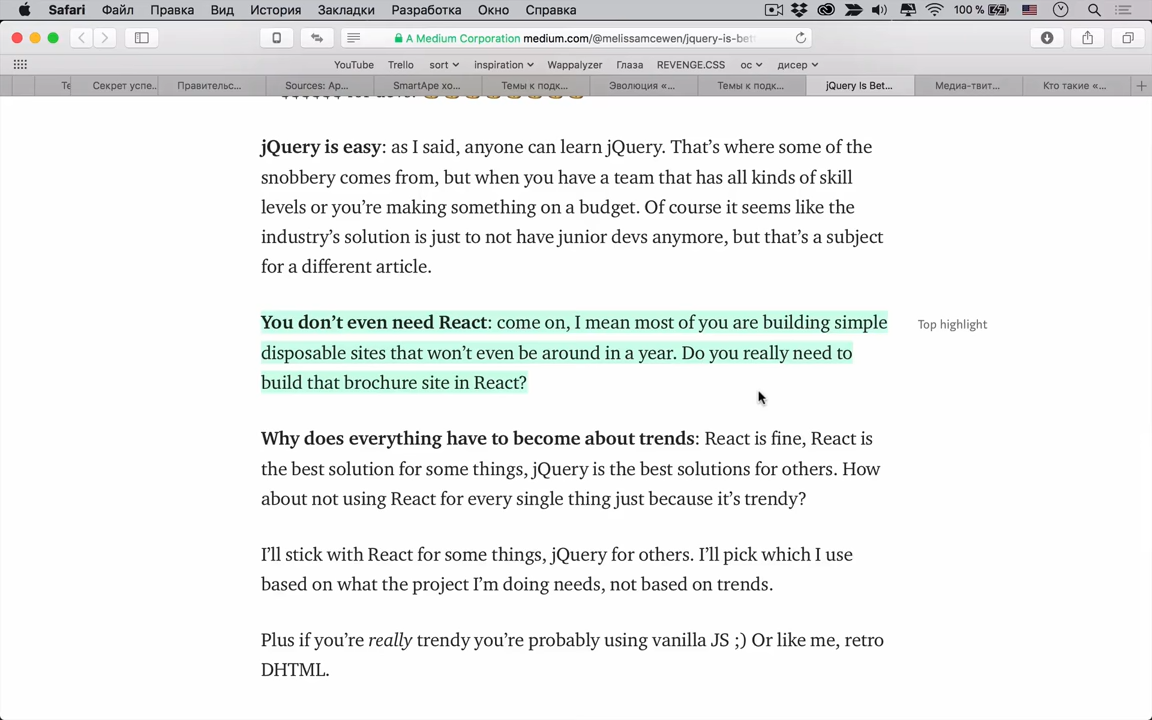 Safari Файл Правка Вид История Закладки Разработка Окно Справка 100 %
A Medium Corporation medium.com/@melissamcewen/jquery-is-bet
YouTube Trello sort inspiration Wappalyzer Глаза REVENGE.CSS ос дисер
Те Секрет успе... Правительс... Sources: Ap... SmartApe хо... Темы к подк... Эволюция «... Темы к подк... jQuery Is Bet... Медиа-твит... Кто такие «...
jQuery is easy: as I said, anyone can learn jQuery. That’s where some of the
snobbery comes from, but when you have a team that has all kinds of skill
levels or you’re making something on a budget. Of course it seems like the
industry’s solution is just to not have junior devs anymore, but that’s a subject
for a different article.
You don’t even need React: come on, I mean most of you are building simple
disposable sites that won’t even be around in a year. Do you really need to
build that brochure site in React?
Top highlight
Why does everything have to become about trends: React is fine, React is
the best solution for some things, jQuery is the best solutions for others. How
about not using React for every single thing just because it’s trendy?
I’ll stick with React for some things, jQuery for others. I’ll pick which I use
based on what the project I’m doing needs, not based on trends.
Plus if you’re really trendy you’re probably using vanilla JS ;) Or like me, retro
DHTML.